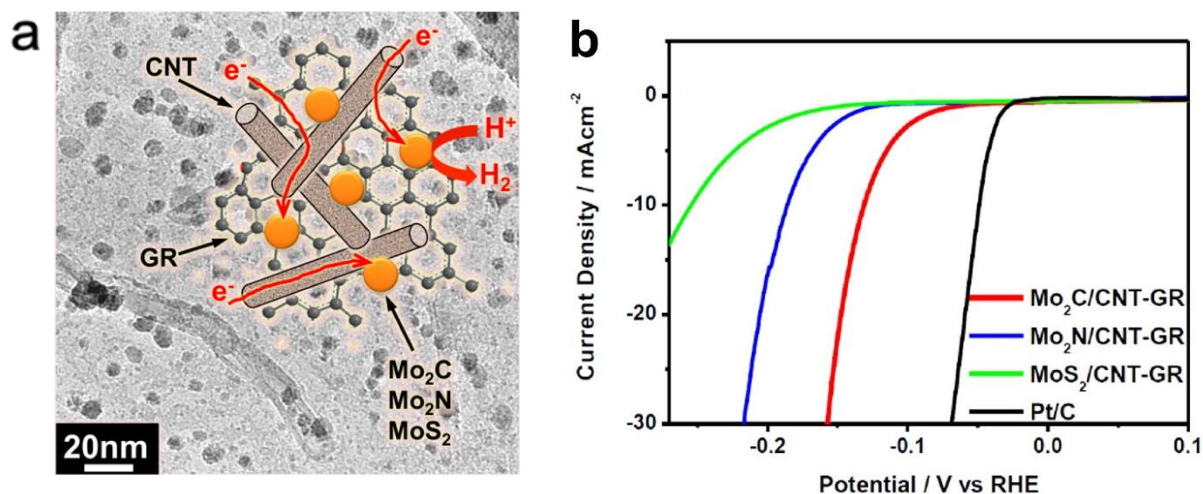 a
CNT
e⁻
e⁻
H⁺
H₂
GR
e⁻
Mo₂C
Mo₂N
MoS₂
20nm
b
Current Density / mAcm⁻²
0
-10
-20
-30
Mo₂C/CNT-GR
Mo₂N/CNT-GR
MoS₂/CNT-GR
Pt/C
-0.2
-0.1
0.0
0.1
Potential / V vs RHE